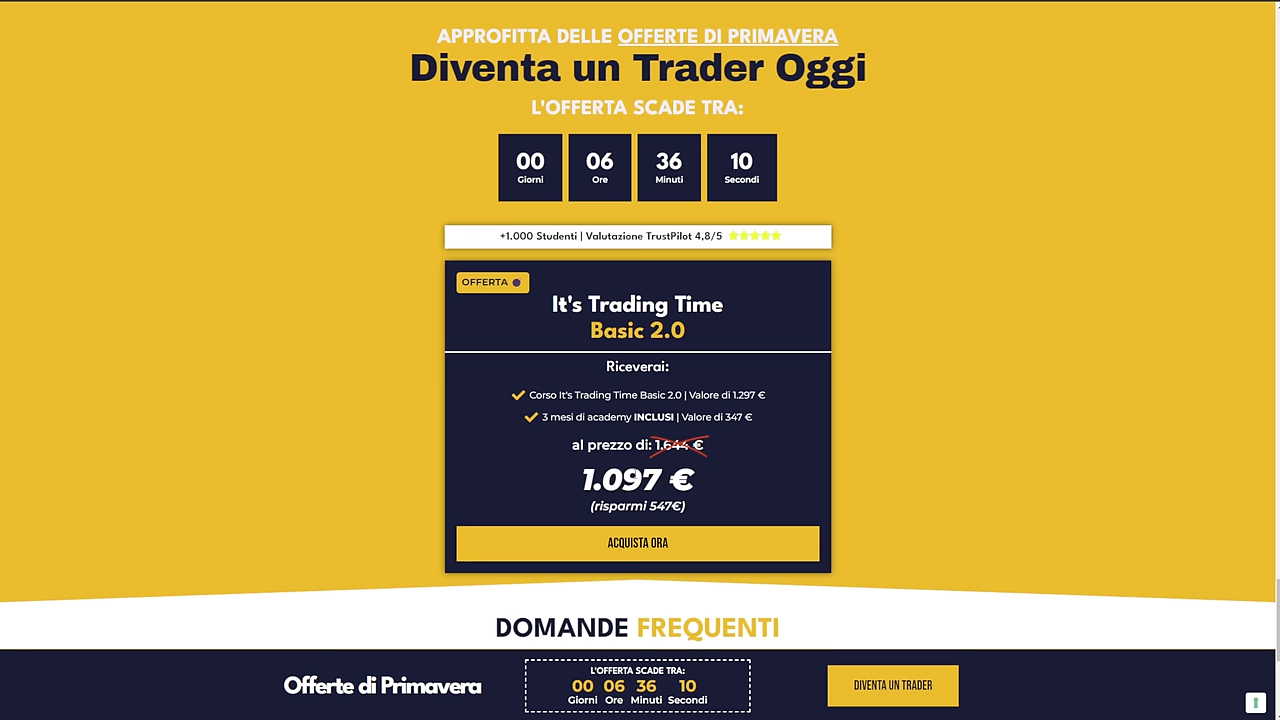 APPROFITTA DELLE OFFERTE DI PRIMAVERA
Diventa un Trader Oggi
L'OFFERTA SCADE TRA:
00 06 36 10
Giorni Ore Minuti Secondi
+1.000 Studenti | Valutazione TrustPilot 4,8/5
OFFERTA
It's Trading Time
Basic 2.0
Riceverai:
Corso It's Trading Time Basic 2.0 | Valore di 1.297 €
3 mesi di academy INCLUSI | Valore di 347 €
al prezzo di: 1.644 €
1.097 €
(risparmi 547€)
ACQUISTA ORA
DOMANDE FREQUENTI
Offerte di Primavera
L'OFFERTA SCADE TRA:
00 06 36 10
Giorni Ore Minuti Secondi
DIVENTA UN TRADER